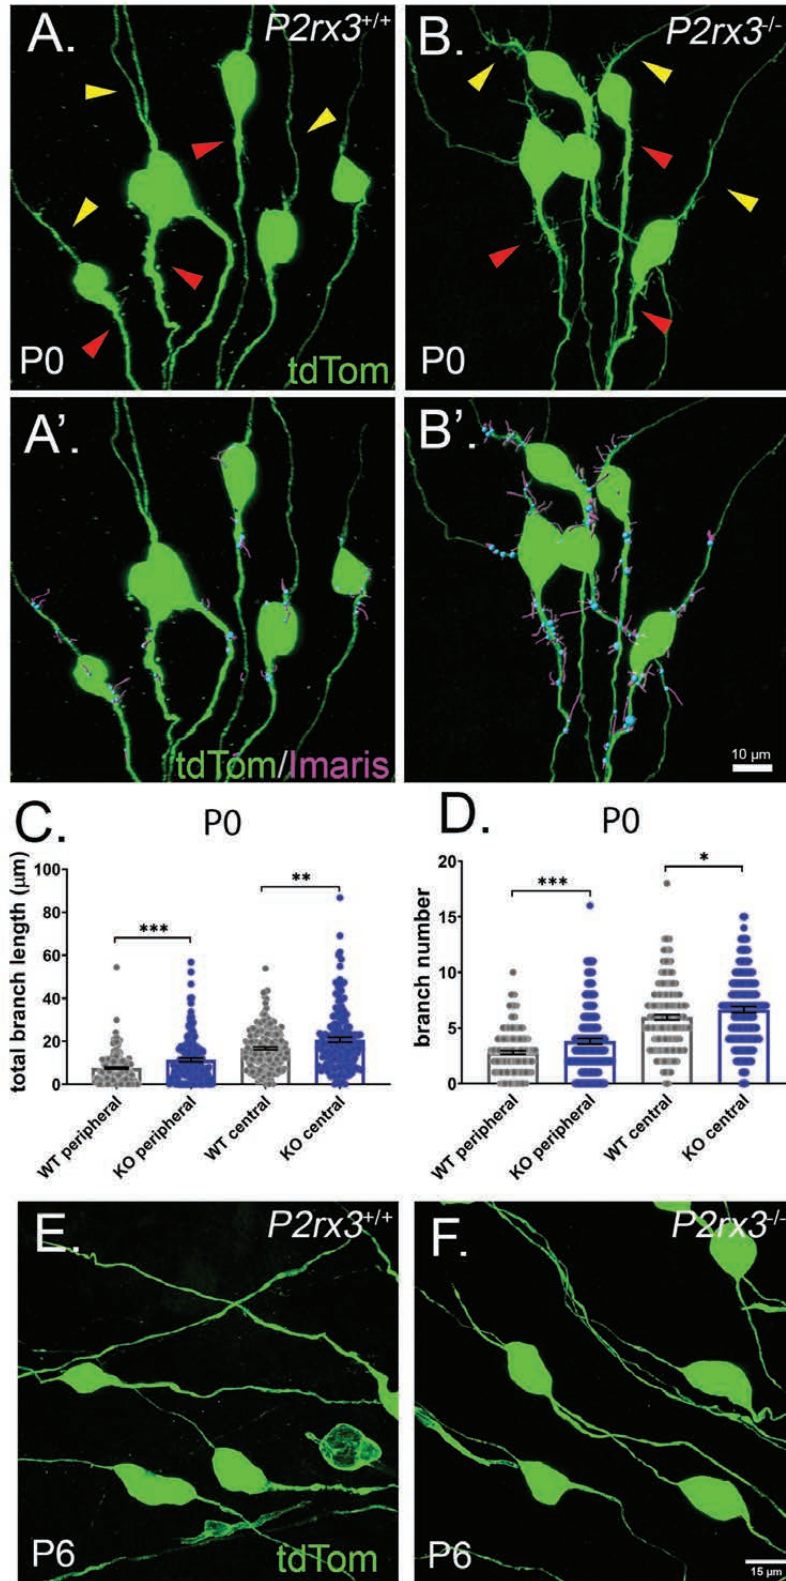 A.
P2rx3+/+
P0
tdTom
B.
P2rx3-/-
P0
A'.
tdTom/Imaris
B'.
10 µm
C.
P0
total branch length (µm)
100
80
60
40
20
0
***
**
WT peripheral
KO peripheral
WT central
KO central
D.
P0
branch number
20
15
10
5
0
***
*
WT peripheral
KO peripheral
WT central
KO central
E.
P2rx3+/+
P6
tdTom
F.
P2rx3-/-
P6
15 µm